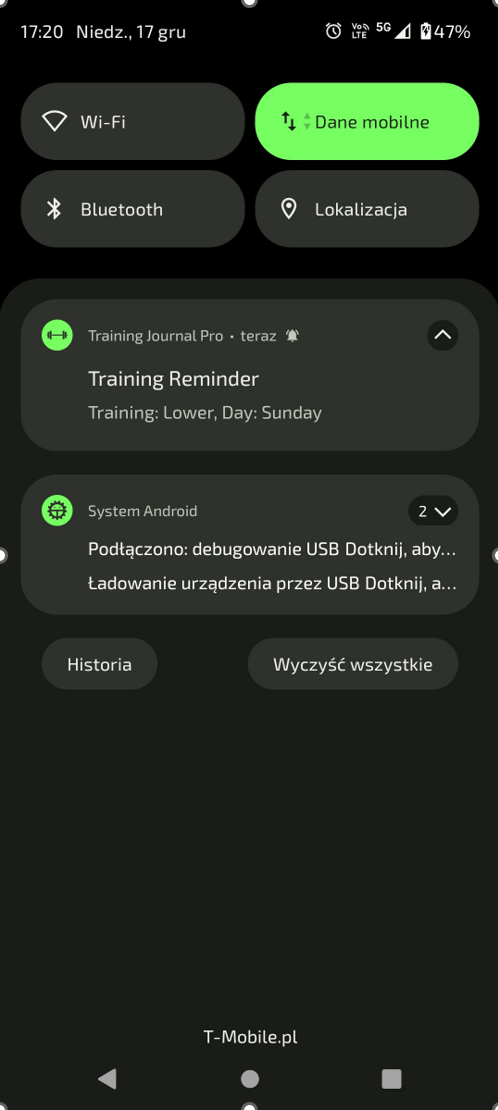 17:20 Niedz., 17 gru VoLTE 5G 47%
Wi-Fi
Dane mobilne
Bluetooth
Lokalizacja
Training Journal Pro • teraz
Training Reminder
Training: Lower, Day: Sunday
System Android 2
Podłączono: debugowanie USB Dotknij, aby…
Ładowanie urządzenia przez USB Dotknij, a…
Historia
Wyczyść wszystkie
T-Mobile.pl